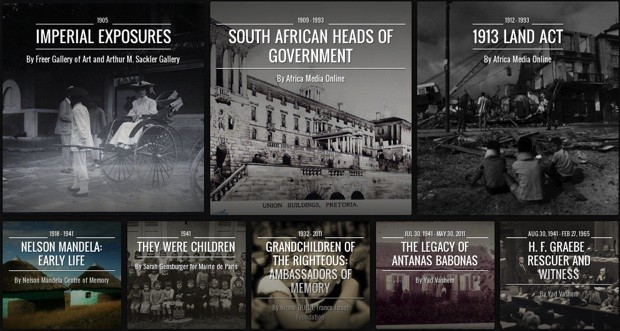 1905
IMPERIAL EXPOSURES
By Freer Gallery of Art and Arthur M. Sackler Gallery
1909 - 1993
SOUTH AFRICAN HEADS OF
GOVERNMENT
By Africa Media Online
UNION BUILDINGS, PRETORIA.
1912 - 1993
1913 LAND ACT
By Africa Media Online
1918 - 1941
NELSON MANDELA:
EARLY LIFE
By Nelson Mandela Centre of Memory
1941
THEY WERE CHILDREN
By Sarah Gensburger for Mairie de Paris
1932 - 2011
GRANDCHILDREN OF
THE RIGHTEOUS:
AMBASSADORS OF
MEMORY
Foundation
JUL 30, 1941 - MAY 30, 2011
THE LEGACY OF
ANTANAS BABONAS
By Yad Vashem
AUG 30, 1941 - FEB 27, 1965
H. F. GRAEBE -
RESCUER AND
WITNESS
By Yad Vashem